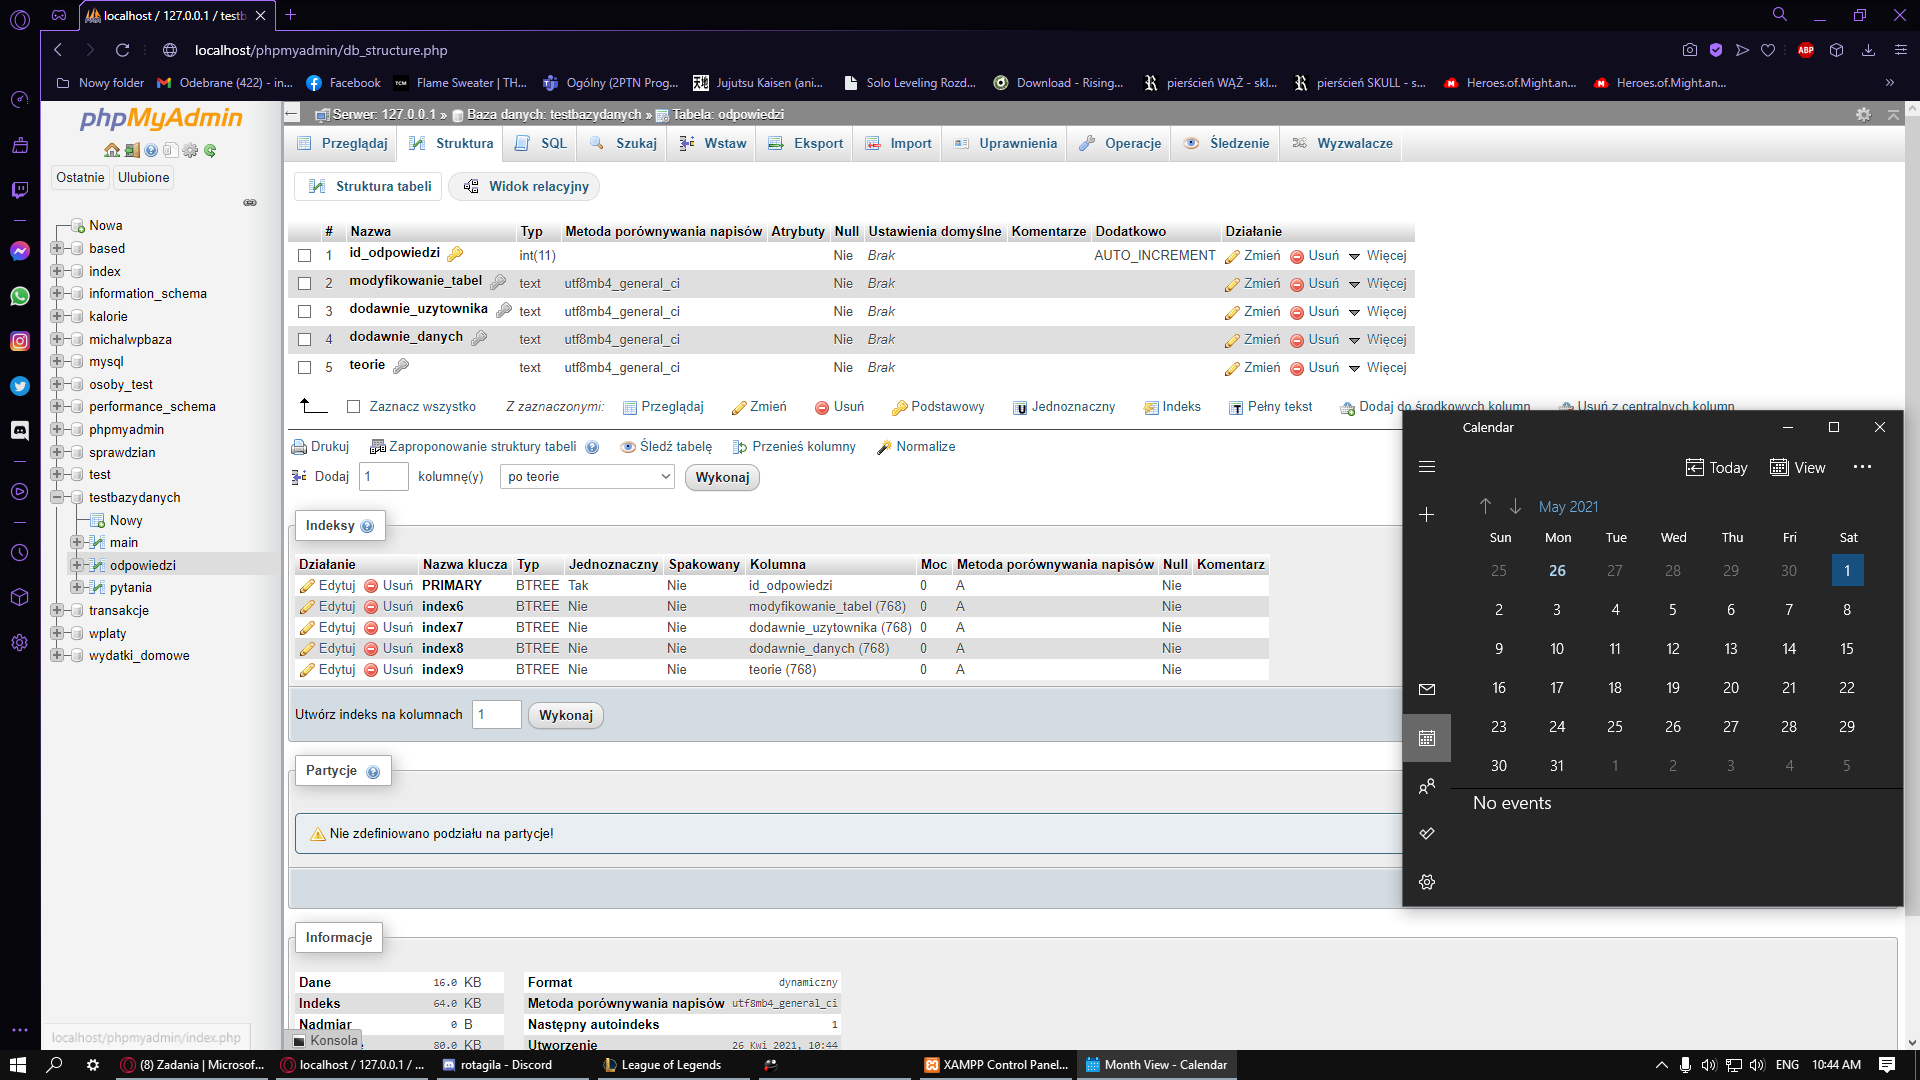 localhost / 127.0.0.1 / testb
localhost/phpmyadmin/db_structure.php
ABP
Nowy folder
Odebrane (422) - in...
Facebook
Flame Sweater | TH...
Ogólny (2PTN Prog...
Jujutsu Kaisen (ani...
Solo Leveling Rozd...
Download - Rising...
pierścień WĄŻ - skl...
pierścień SKULL - s...
Heroes.of.Might.an...
Heroes.of.Might.an...
phpMyAdmin
Ostatnie Ulubione
Nowa
based
index
information_schema
kalorie
michalwpbaza
mysql
osoby_test
performance_schema
phpmyadmin
sprawdzian
test
testbazydanych
Nowy
main
odpowiedzi
pytania
transakcje
wplaty
wydatki_domowe
localhost/phpmyadmin/index.php
Serwer: 127.0.0.1 » Baza danych: testbazydanych » Tabela: odpowiedzi
Przeglądaj Struktura SQL Szukaj Wstaw Eksport Import Uprawnienia Operacje Śledzenie Wyzwalacze
Struktura tabeli Widok relacyjny
# Nazwa Typ Metoda porównywania napisów Atrybuty Null Ustawienia domyślne Komentarze Dodatkowo Działanie
1 id_odpowiedzi int(11) Nie Brak AUTO_INCREMENT Zmień Usuń Więcej
2 modyfikowanie_tabel text utf8mb4_general_ci Nie Brak Zmień Usuń Więcej
3 dodawnie_uzytownika text utf8mb4_general_ci Nie Brak Zmień Usuń Więcej
4 dodawnie_danych text utf8mb4_general_ci Nie Brak Zmień Usuń Więcej
5 teorie text utf8mb4_general_ci Nie Brak Zmień Usuń Więcej
Zaznacz wszystko Z zaznaczonymi: Przeglądaj Zmień Usuń Podstawowy Jednoznaczny Indeks Pełny tekst Dodaj do środkowych kolumn Usuń z centralnych kolumn
Drukuj Zaproponowanie struktury tabeli Śledź tabelę Przenieś kolumny Normalize
Dodaj 1 kolumnę(y) po teorie Wykonaj
Indeksy
Działanie Nazwa klucza Typ Jednoznaczny Spakowany Kolumna Moc Metoda porównywania napisów Null Komentarz
Edytuj Usuń PRIMARY BTREE Tak Nie id_odpowiedzi 0 A Nie
Edytuj Usuń index6 BTREE Nie Nie modyfikowanie_tabel (768) 0 A Nie
Edytuj Usuń index7 BTREE Nie Nie dodawnie_uzytownika (768) 0 A Nie
Edytuj Usuń index8 BTREE Nie Nie dodawnie_danych (768) 0 A Nie
Edytuj Usuń index9 BTREE Nie Nie teorie (768) 0 A Nie
Utwórz indeks na kolumnach 1 Wykonaj
Partycje
Nie zdefiniowano podziału na partycje!
Informacje
Dane 16.0 KB
Indeks 64.0 KB
Nadmiar 0 B
80.0 KB
Format dynamiczny
Metoda porównywania napisów utf8mb4_general_ci
Następny autoindeks 1
Utworzenie 26 Kwi 2021, 10:44
Konsola
Calendar
Today View
May 2021
Sun Mon Tue Wed Thu Fri Sat
25 26 27 28 29 30 1
2 3 4 5 6 7 8
9 10 11 12 13 14 15
16 17 18 19 20 21 22
23 24 25 26 27 28 29
30 31 1 2 3 4 5
No events
(8) Zadania | Microsof...
localhost / 127.0.0.1 / ...
rotagila - Discord
League of Legends
XAMPP Control Panel...
Month View - Calendar
ENG
10:44 AM